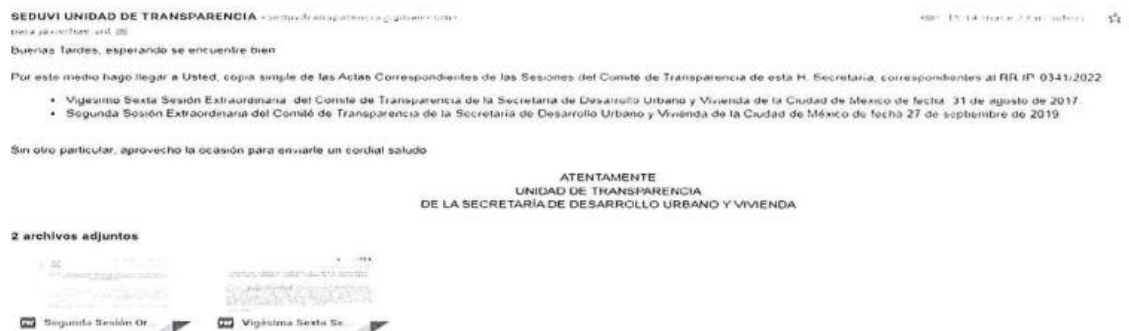 SEDUVI UNIDAD DE TRANSPARENCIA
Buenas Tardes, esperando se encuentre bien
Por este medio hago llegar a Usted, copia simple de las Actas Correspondientes de las Sesiones del Comité de Transparencia de esta H. Secretaria, correspondientes al RR.IP. 0341/2022
• Vigésimo Sexta Sesión Extraordinaria del Comité de Transparencia de la Secretaria de Desarrollo Urbano y Vivienda de la Ciudad de México de fecha 31 de agosto de 2017.
• Segunda Sesión Extraordinaria del Comité de Transparencia de la Secretaria de Desarrollo Urbano y Vivienda de la Ciudad de México de fecha 27 de septiembre de 2019
Sin otro particular, aprovecho la ocasión para enviarle un cordial saludo
ATENTAMENTE
UNIDAD DE TRANSPARENCIA
DE LA SECRETARÍA DE DESARROLLO URBANO Y VIVIENDA
2 archivos adjuntos
Segunda Sesión Or...
Vigésima Sexta Se...